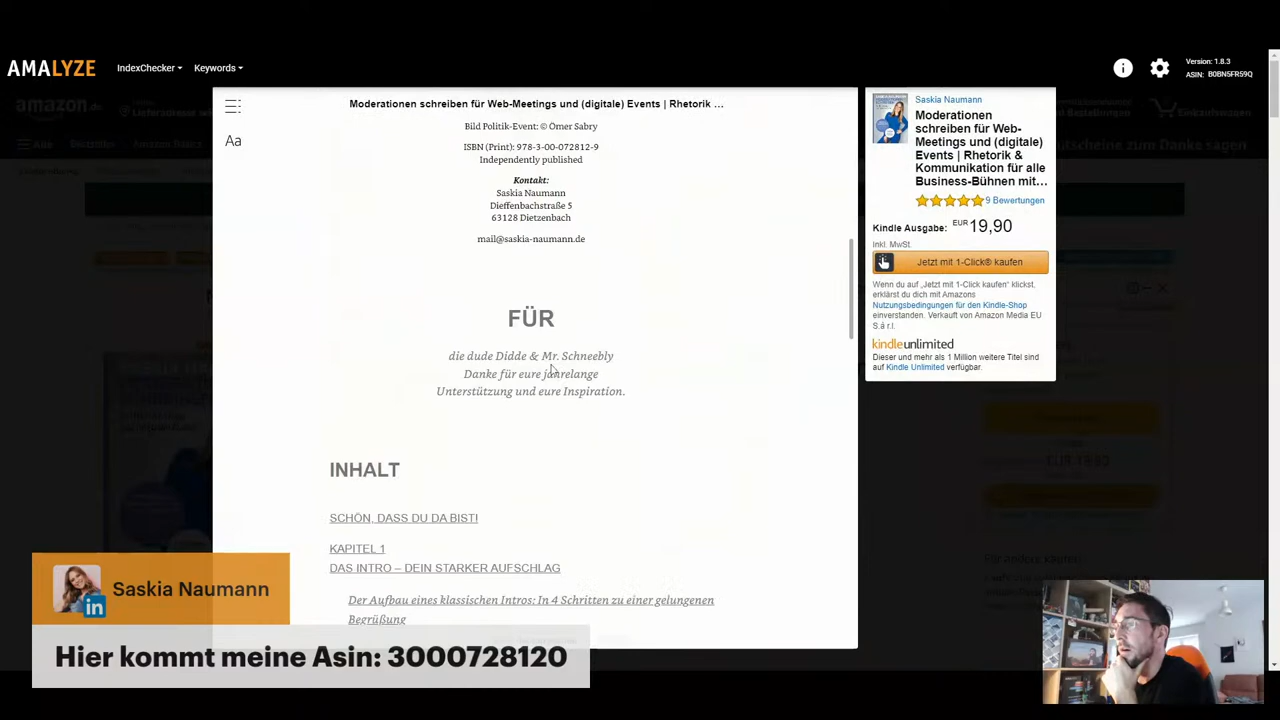 AMALYZE
IndexChecker
Keywords
Version: 1.8.3
ASIN: B0BN5FR59Q
amazon.de
Alle
Aa
Moderationen schreiben für Web-Meetings und (digitale) Events | Rhetorik ...
Bild Politik-Event: © Ömer Sabry
ISBN (Print): 978-3-00-072812-9
Independently published
Kontakt:
Saskia Naumann
Dieffenbachstraße 5
63128 Dietzenbach
mail@saskia-naumann.de
FÜR
die dude Didde & Mr. Schneebly
Danke für eure jahrelange
Unterstützung und eure Inspiration.
INHALT
SCHÖN, DASS DU DA BIST!
KAPITEL 1
DAS INTRO – DEIN STARKER AUFSCHLAG
Der Aufbau eines klassischen Intros: In 4 Schritten zu einer gelungenen
Begrüßung
Saskia Naumann
Moderationen
schreiben für Web-
Meetings und (digitale)
Events | Rhetorik &
Kommunikation für alle
Business-Bühnen mit...
9 Bewertungen
Kindle Ausgabe: EUR 19,90
inkl. MwSt.
Jetzt mit 1-Click® kaufen
Wenn du auf „Jetzt mit 1-Click kaufen" klickst,
erklärst du dich mit Amazons
Nutzungsbedingungen für den Kindle-Shop
einverstanden. Verkauft von Amazon Media EU
S.à r.l.
kindleunlimited
Dieser und mehr als 1 Million weitere Titel sind
auf Kindle Unlimited verfügbar.
Saskia Naumann
in
Hier kommt meine Asin: 3000728120